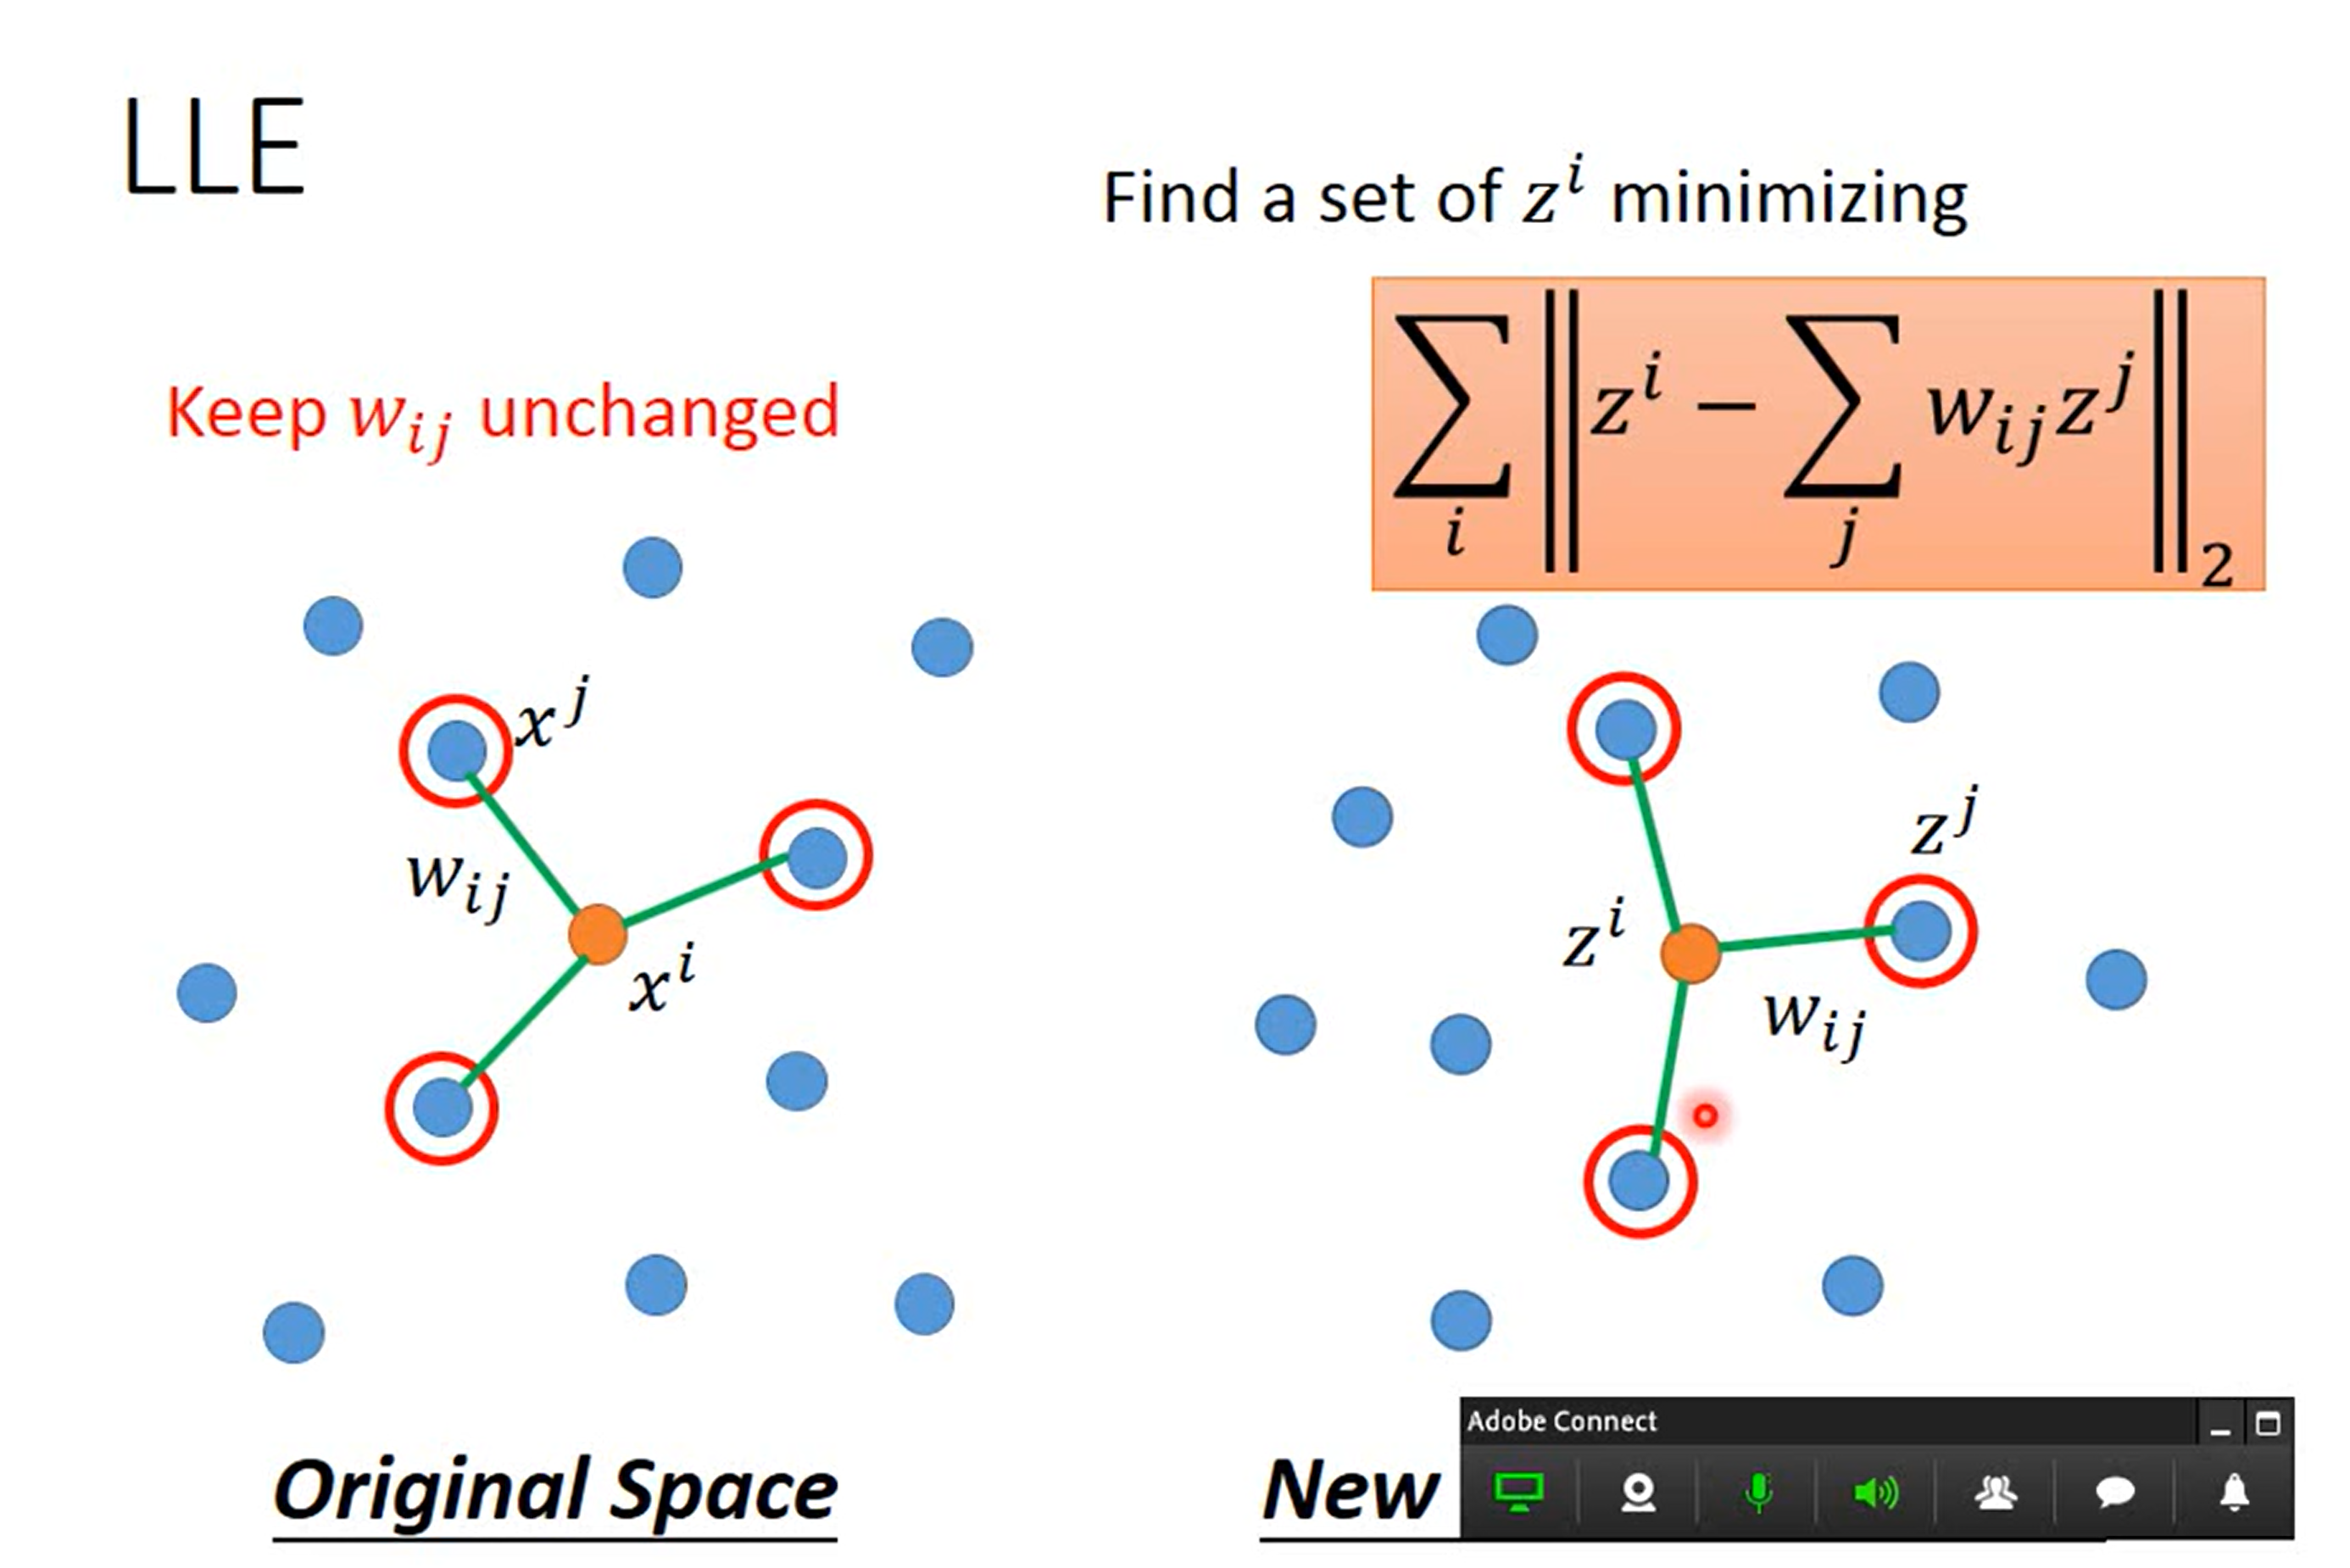 LLE
Find a set of z^i minimizing
Keep w_{ij} unchanged
\sum_i \left\| z^i - \sum_j w_{ij} z^j \right\|_2
x^j
w_{ij}
x^i
z^j
z^i
w_{ij}
Original Space
New
Adobe Connect